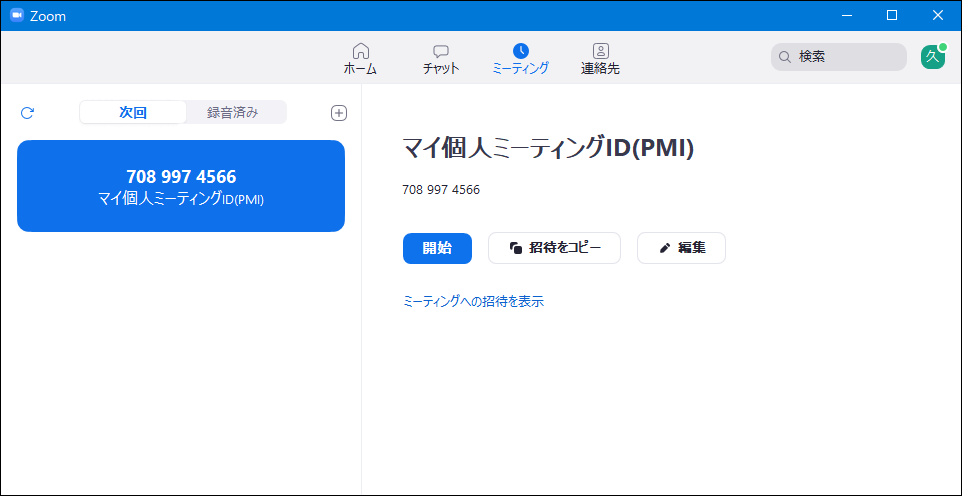 Zoom
ホーム
チャット
ミーティング
連絡先
検索
久
次回
録音済み
708 997 4566
マイ個人ミーティングID(PMI)
マイ個人ミーティングID(PMI)
708 997 4566
開始
招待をコピー
編集
ミーティングへの招待を表示